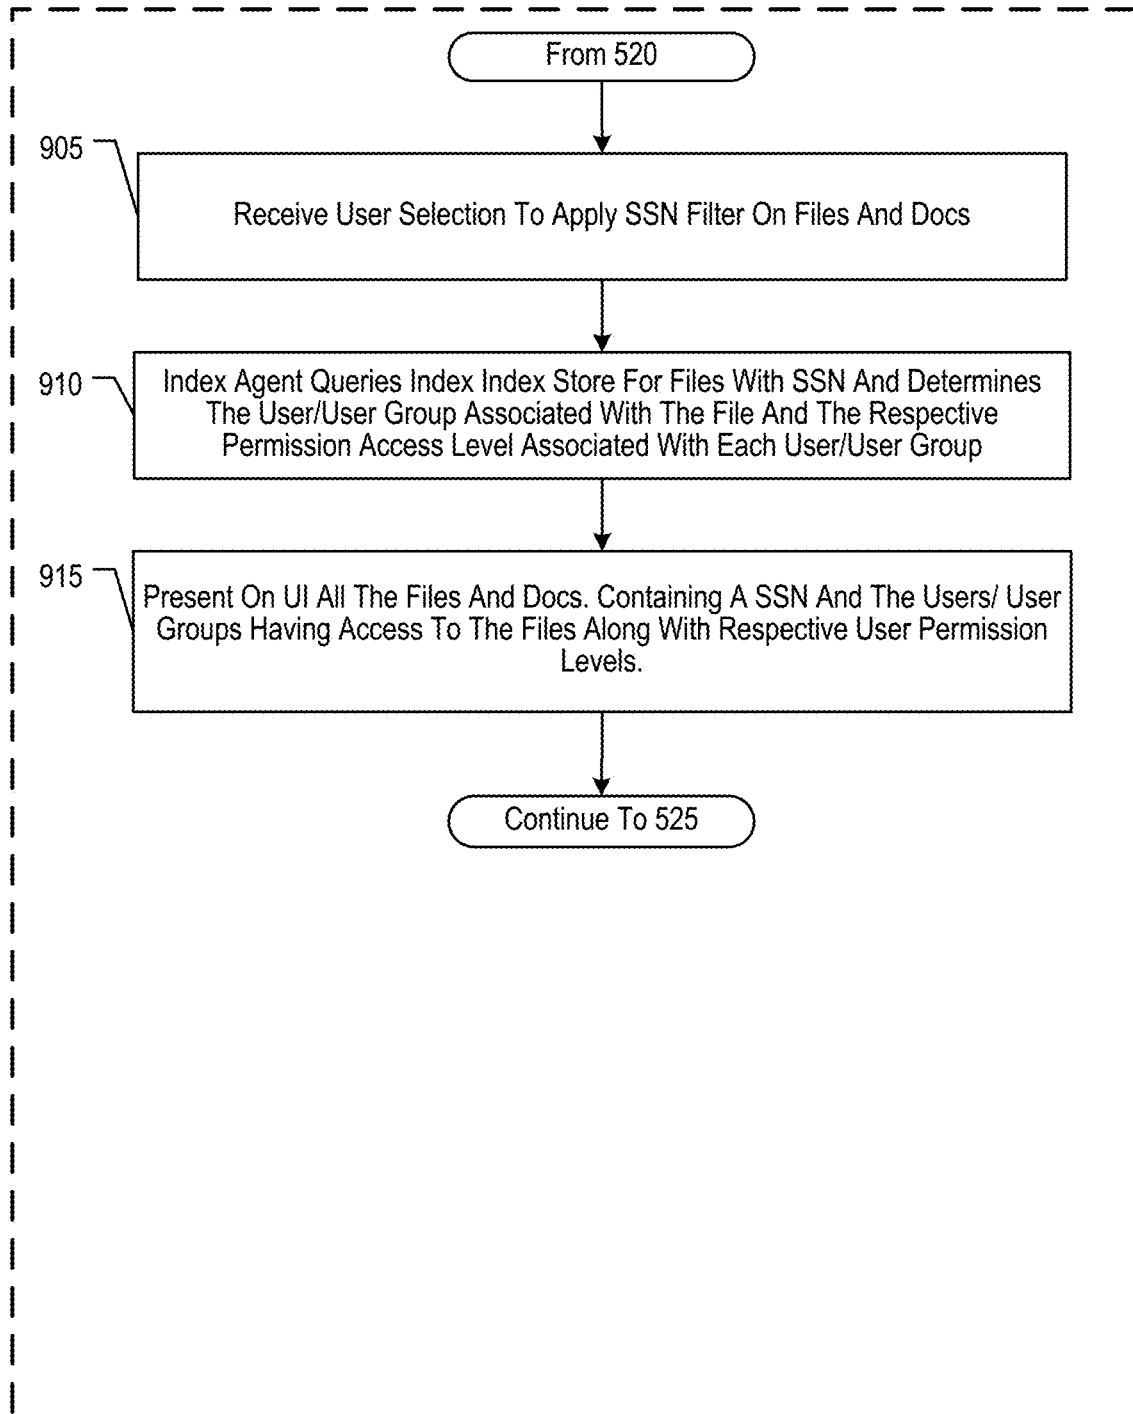 From 520
905
Receive User Selection To Apply SSN Filter On Files And Docs
910
Index Agent Queries Index Index Store For Files With SSN And Determines
The User/User Group Associated With The File And The Respective
Permission Access Level Associated With Each User/User Group
915
Present On UI All The Files And Docs. Containing A SSN And The Users/ User
Groups Having Access To The Files Along With Respective User Permission
Levels.
Continue To 525